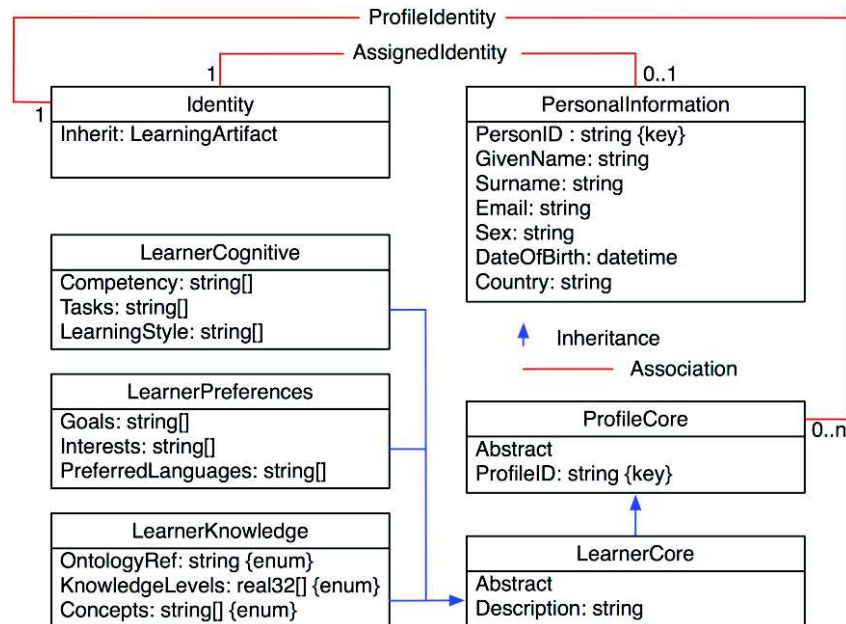 ProfileIdentity
AssignedIdentity
1
0..1
1
Identity
Inherit: LearningArtifact
PersonalInformation
PersonID : string {key}
GivenName: string
Surname: string
Email: string
Sex: string
DateOfBirth: datetime
Country: string
LearnerCognitive
Competency: string[]
Tasks: string[]
LearningStyle: string[]
Inheritance
Association
LearnerPreferences
Goals: string[]
Interests: string[]
PreferredLanguages: string[]
ProfileCore
0..n
Abstract
ProfileID: string {key}
LearnerKnowledge
OntologyRef: string {enum}
KnowledgeLevels: real32[] {enum}
Concepts: string[] {enum}
LearnerCore
Abstract
Description: string